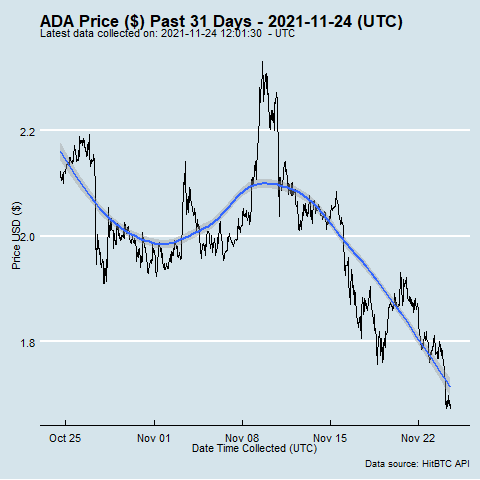 ADA Price ($) Past 31 Days - 2021-11-24 (UTC)
Latest data collected on: 2021-11-24 12:01:30 - UTC
Price USD ($)
2.2
2.0
1.8
Oct 25 Nov 01 Nov 08 Nov 15 Nov 22
Date Time Collected (UTC)
Data source: HitBTC API